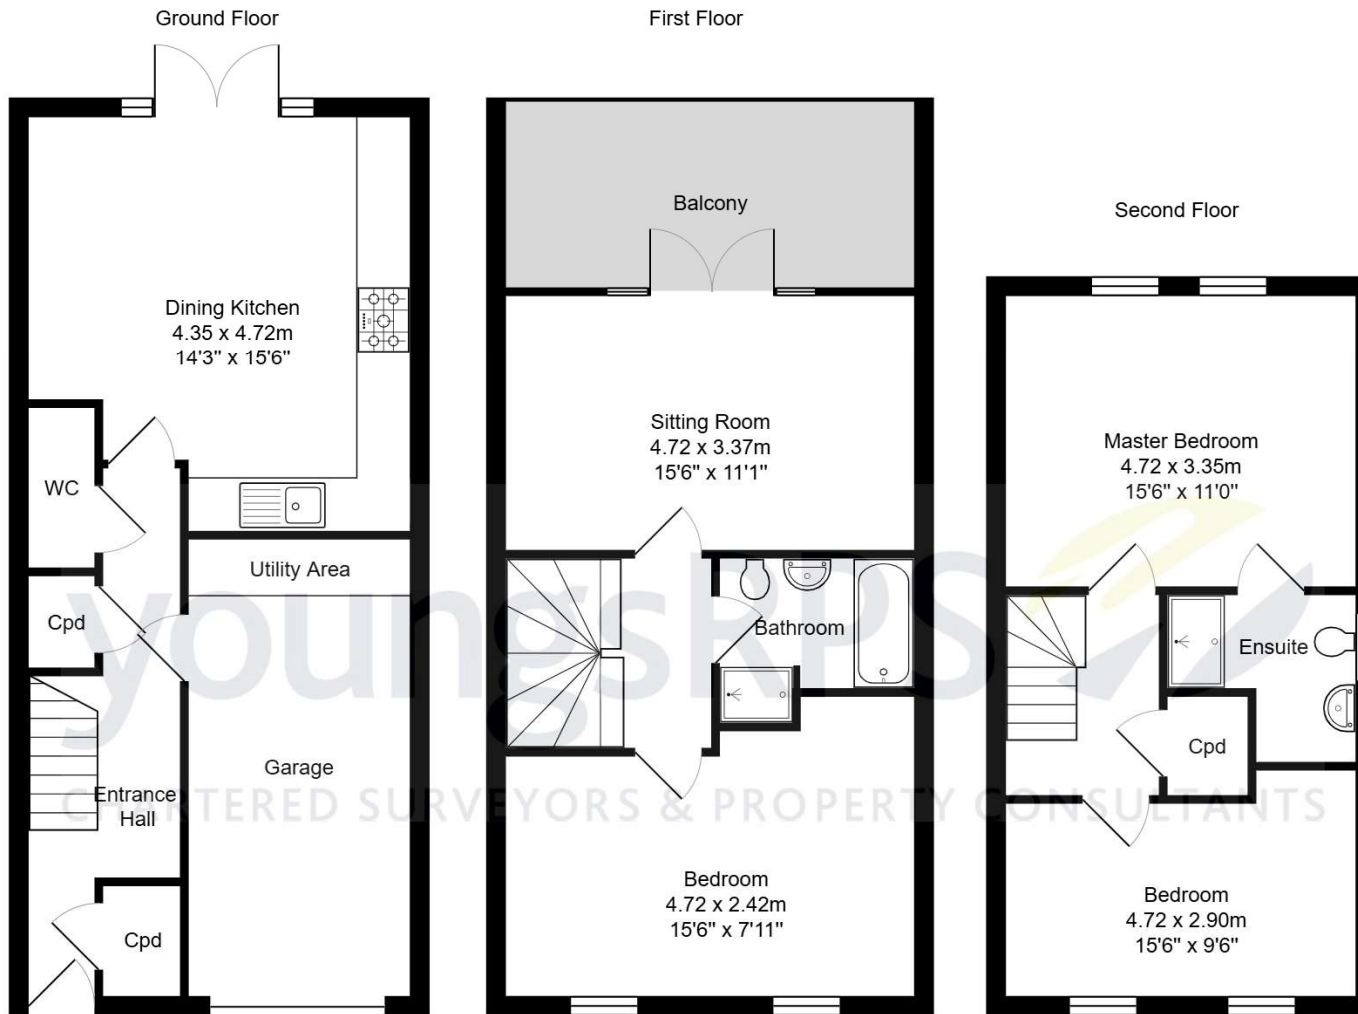 Ground Floor
Dining Kitchen
4.35 x 4.72m
14'3" x 15'6"
WC
Utility Area
Cpd
Garage
Entrance
Hall
Cpd
First Floor
Balcony
Sitting Room
4.72 x 3.37m
15'6" x 11'1"
Bathroom
Bedroom
4.72 x 2.42m
15'6" x 7'11"
Second Floor
Master Bedroom
4.72 x 3.35m
15'6" x 11'0"
Ensuite
Cpd
Bedroom
4.72 x 2.90m
15'6" x 9'6"
youngsRPS
CHARTERED SURVEYORS & PROPERTY CONSULTANTS